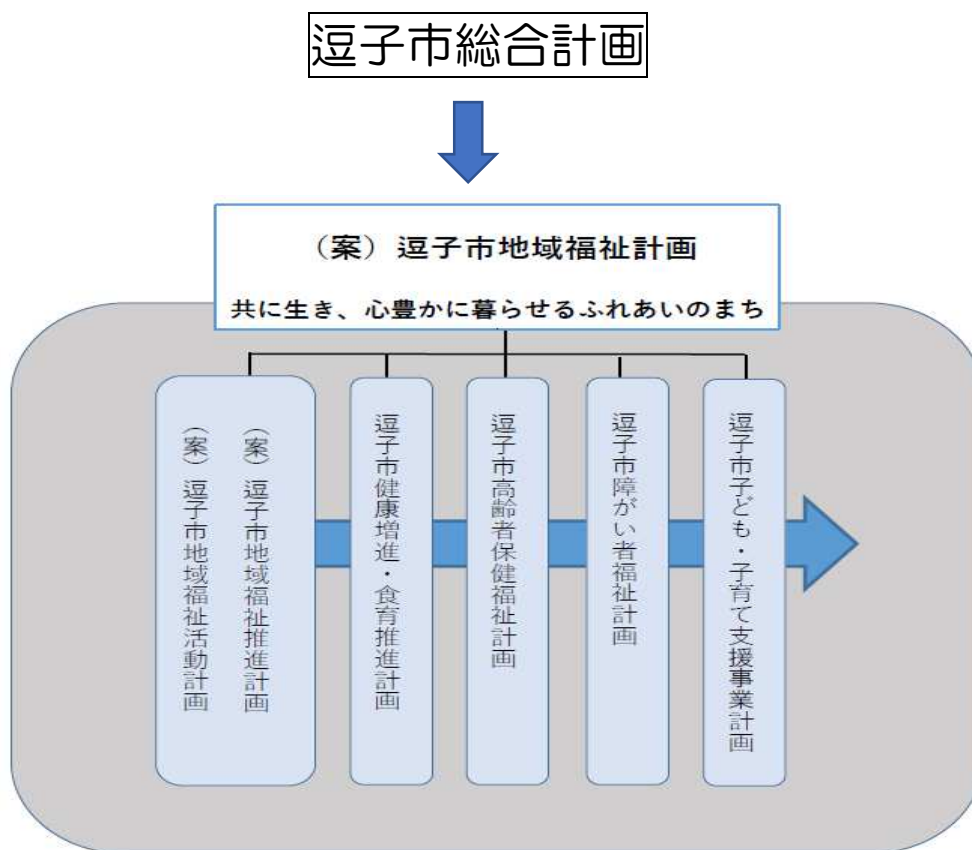 逗子市総合計画
（案）逗子市地域福祉計画
共に生き、心豊かに暮らせるふれあいのまち
（案）逗子市地域福祉推進計画
（案）逗子市地域福祉活動計画
逗子市健康増進・食育推進計画
逗子市高齢者保健福祉計画
逗子市障がい者福祉計画
逗子市子ども・子育て支援事業計画